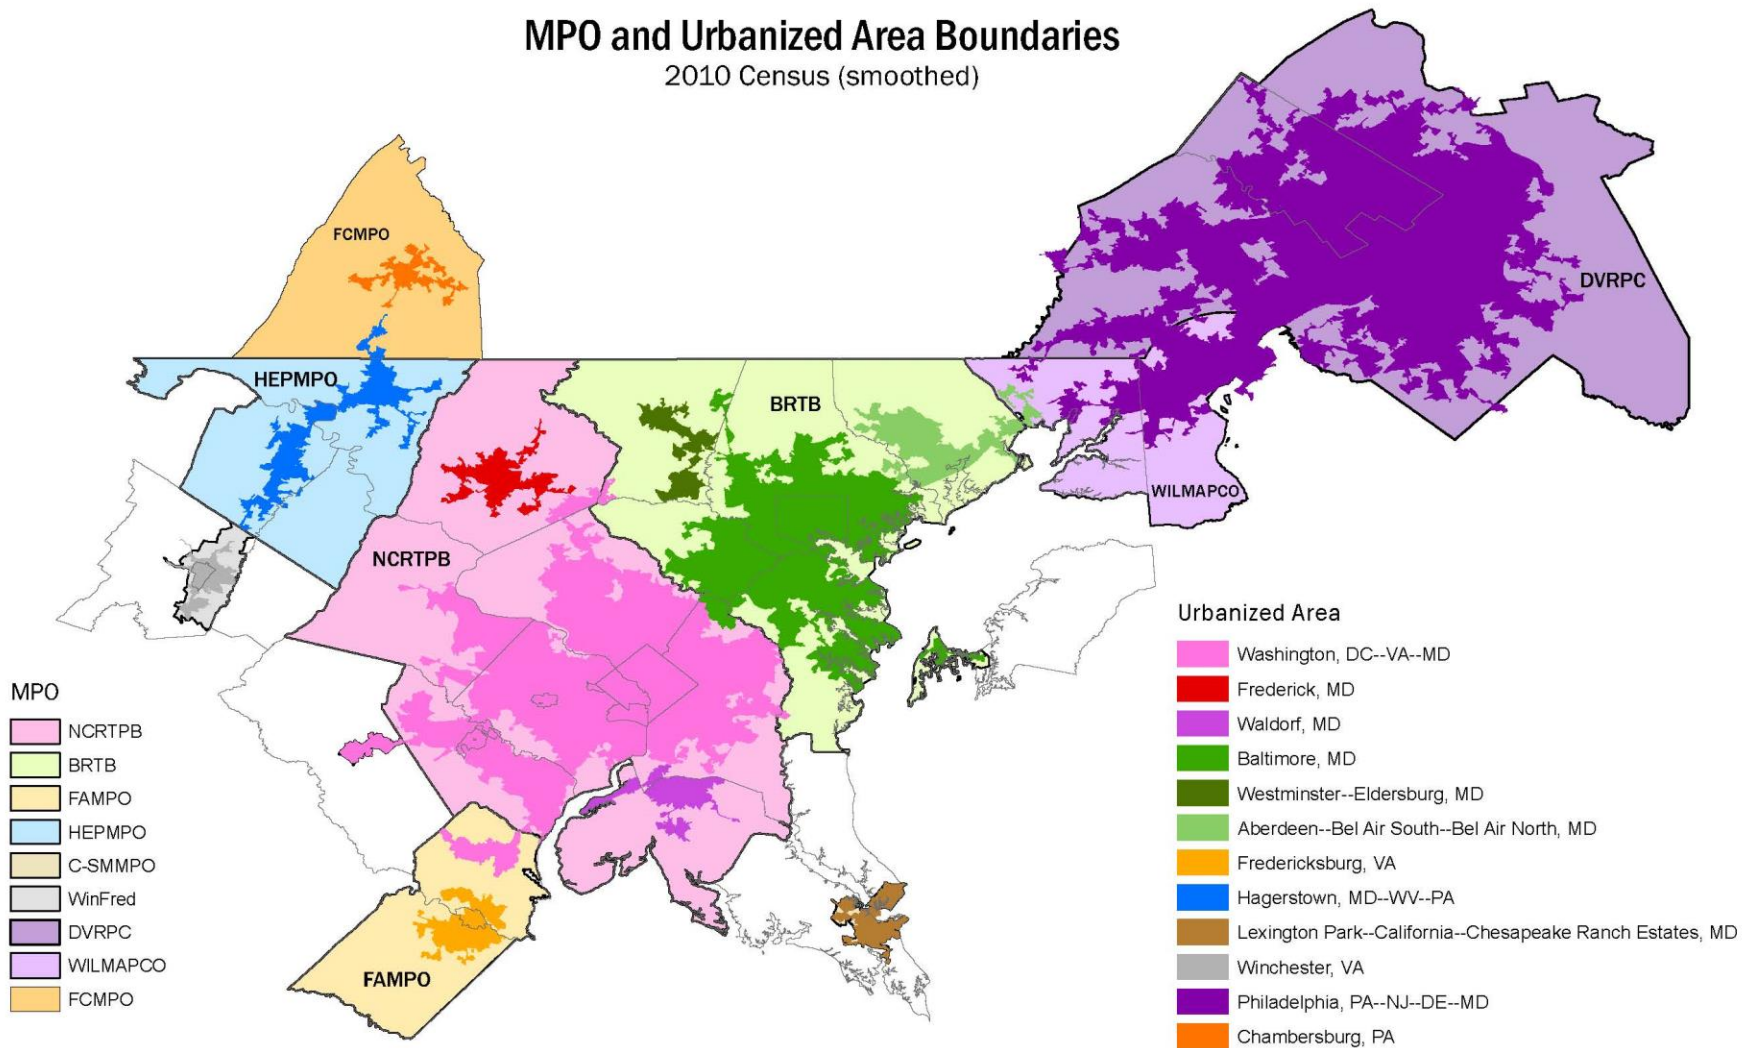 MPO and Urbanized Area Boundaries
2010 Census (smoothed)
FCMPO
DVRPC
HEPMPO
BRTB
WILMAPCO
NCRTPB
FAMPO
MPO
NCRTPB
BRTB
FAMPO
HEPMPO
C-SMMPO
WinFred
DVRPC
WILMAPCO
FCMPO
Urbanized Area
Washington, DC--VA--MD
Frederick, MD
Waldorf, MD
Baltimore, MD
Westminster--Eldersburg, MD
Aberdeen--Bel Air South--Bel Air North, MD
Fredericksburg, VA
Hagerstown, MD--WV--PA
Lexington Park--California--Chesapeake Ranch Estates, MD
Winchester, VA
Philadelphia, PA--NJ--DE--MD
Chambersburg, PA